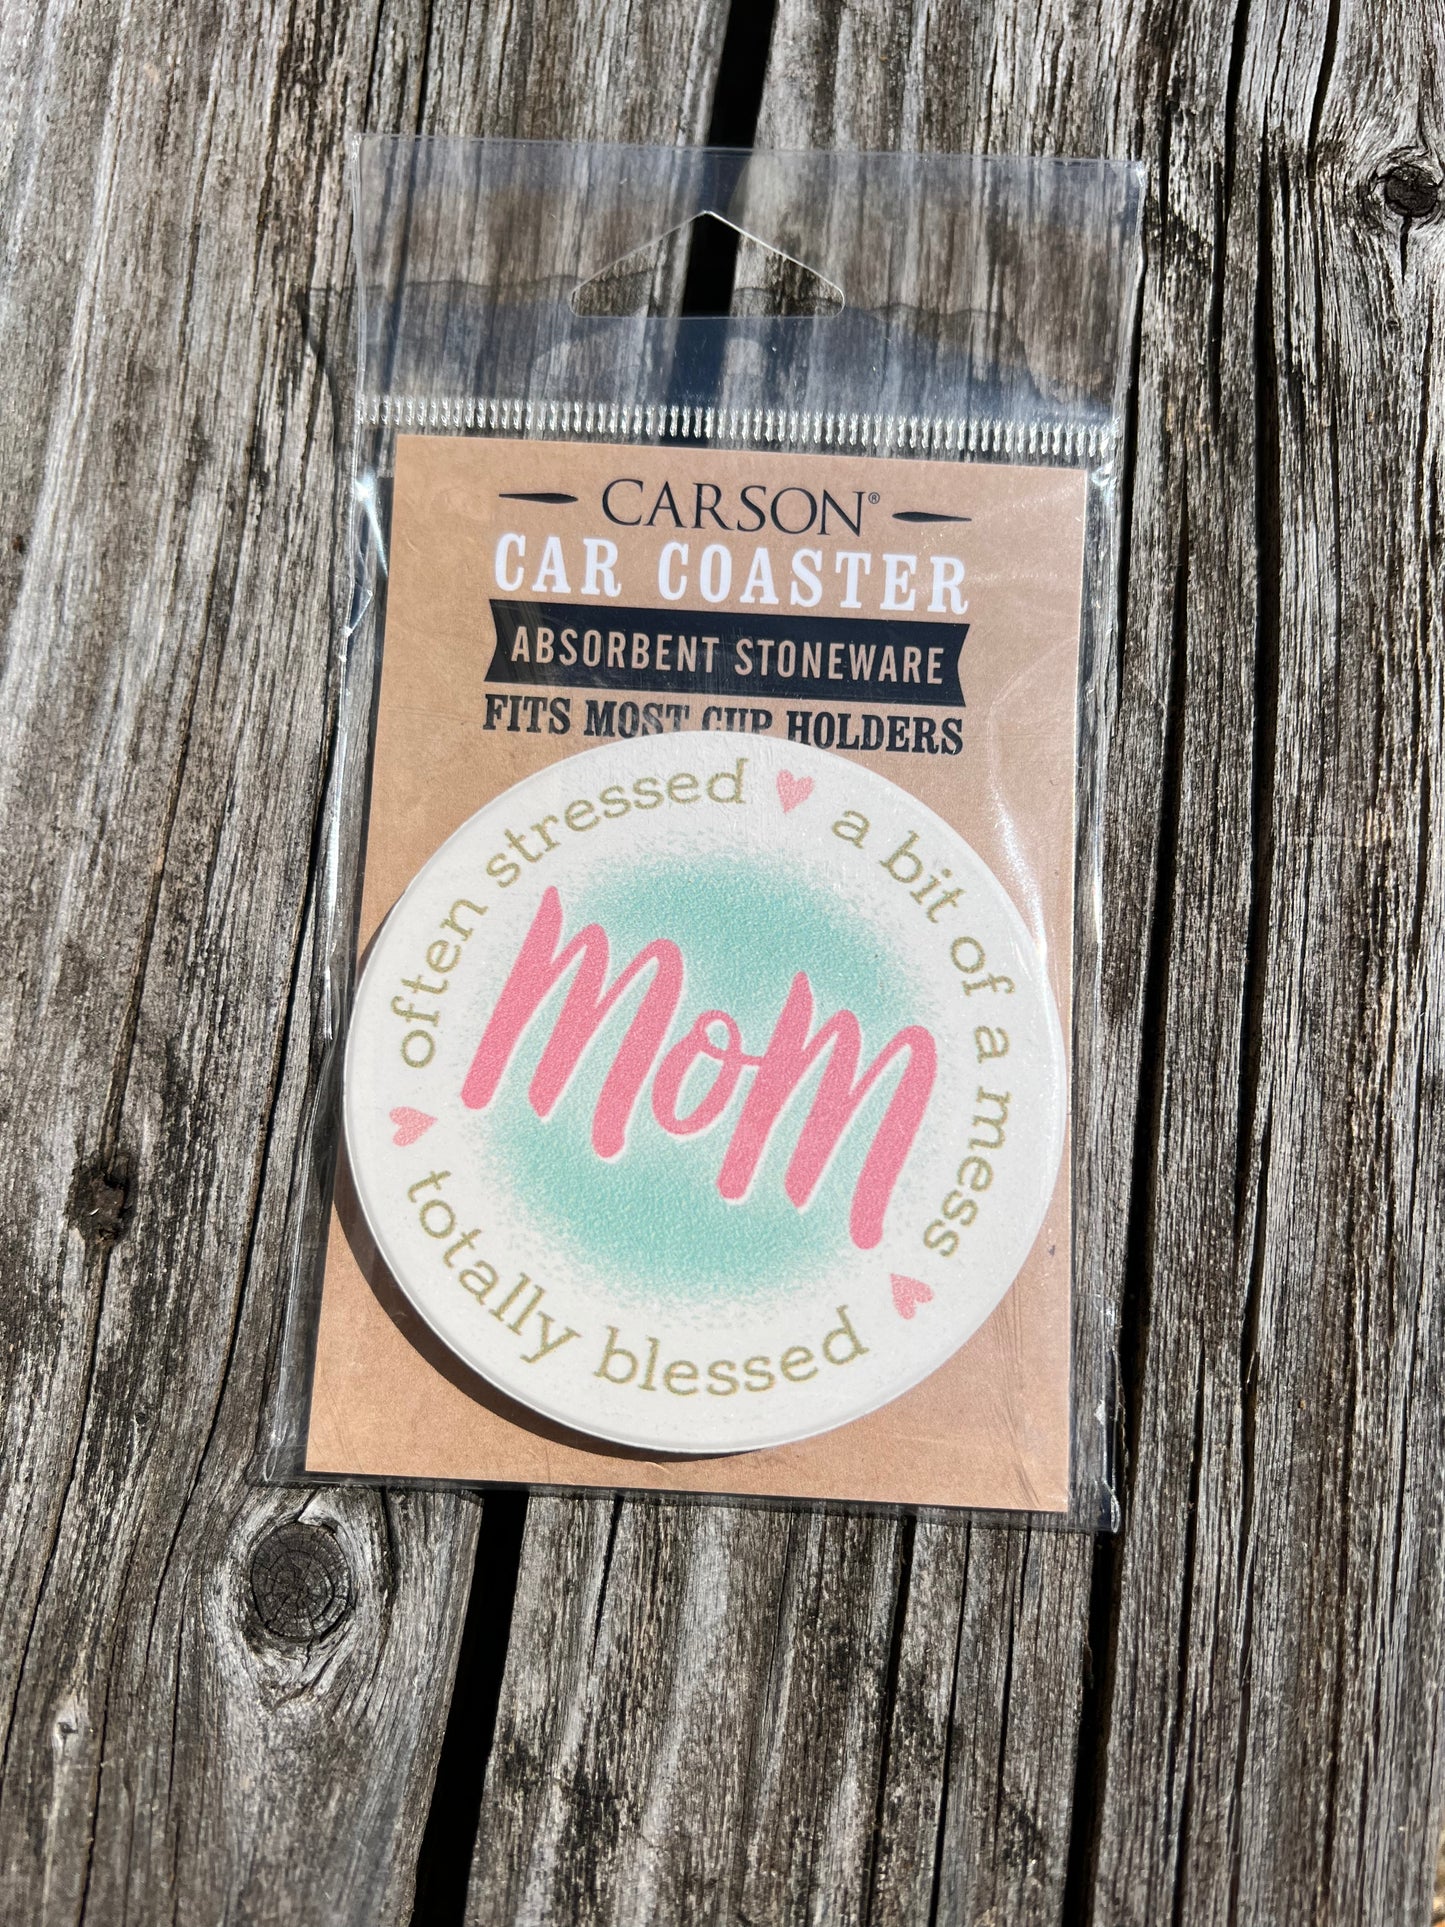 CARSON®
CAR COASTER
ABSORBENT STONEWARE
FITS MOST CUP HOLDERS
often stressed
a bit of a mess
totally blessed
MoM